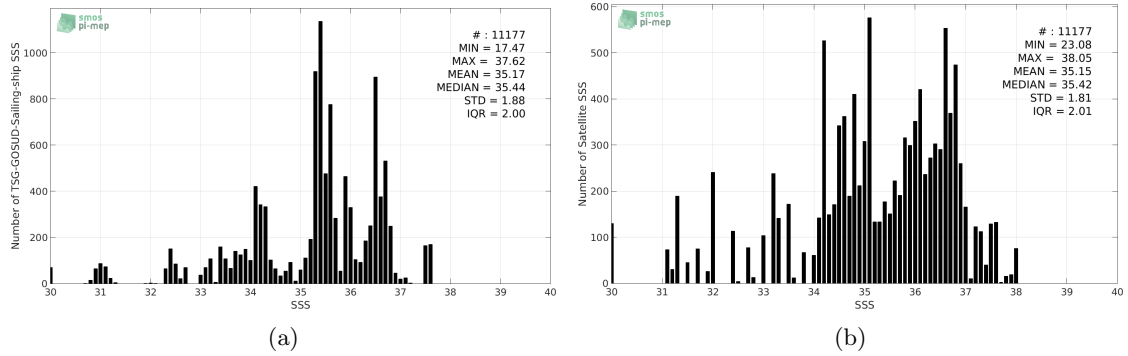 smos
pi-mep
# : 11177
MIN = 17.47
MAX = 37.62
MEAN = 35.17
MEDIAN = 35.44
STD = 1.88
IQR = 2.00
Number of TSG-GOSUD-Sailing-ship SSS
1000
800
600
400
200
0
30 31 32 33 34 35 36 37 38 39 40
SSS
(a)
smos
pi-mep
# : 11177
MIN = 23.08
MAX = 38.05
MEAN = 35.15
MEDIAN = 35.42
STD = 1.81
IQR = 2.01
Number of Satellite SSS
600
500
400
300
200
100
0
30 31 32 33 34 35 36 37 38 39 40
SSS
(b)